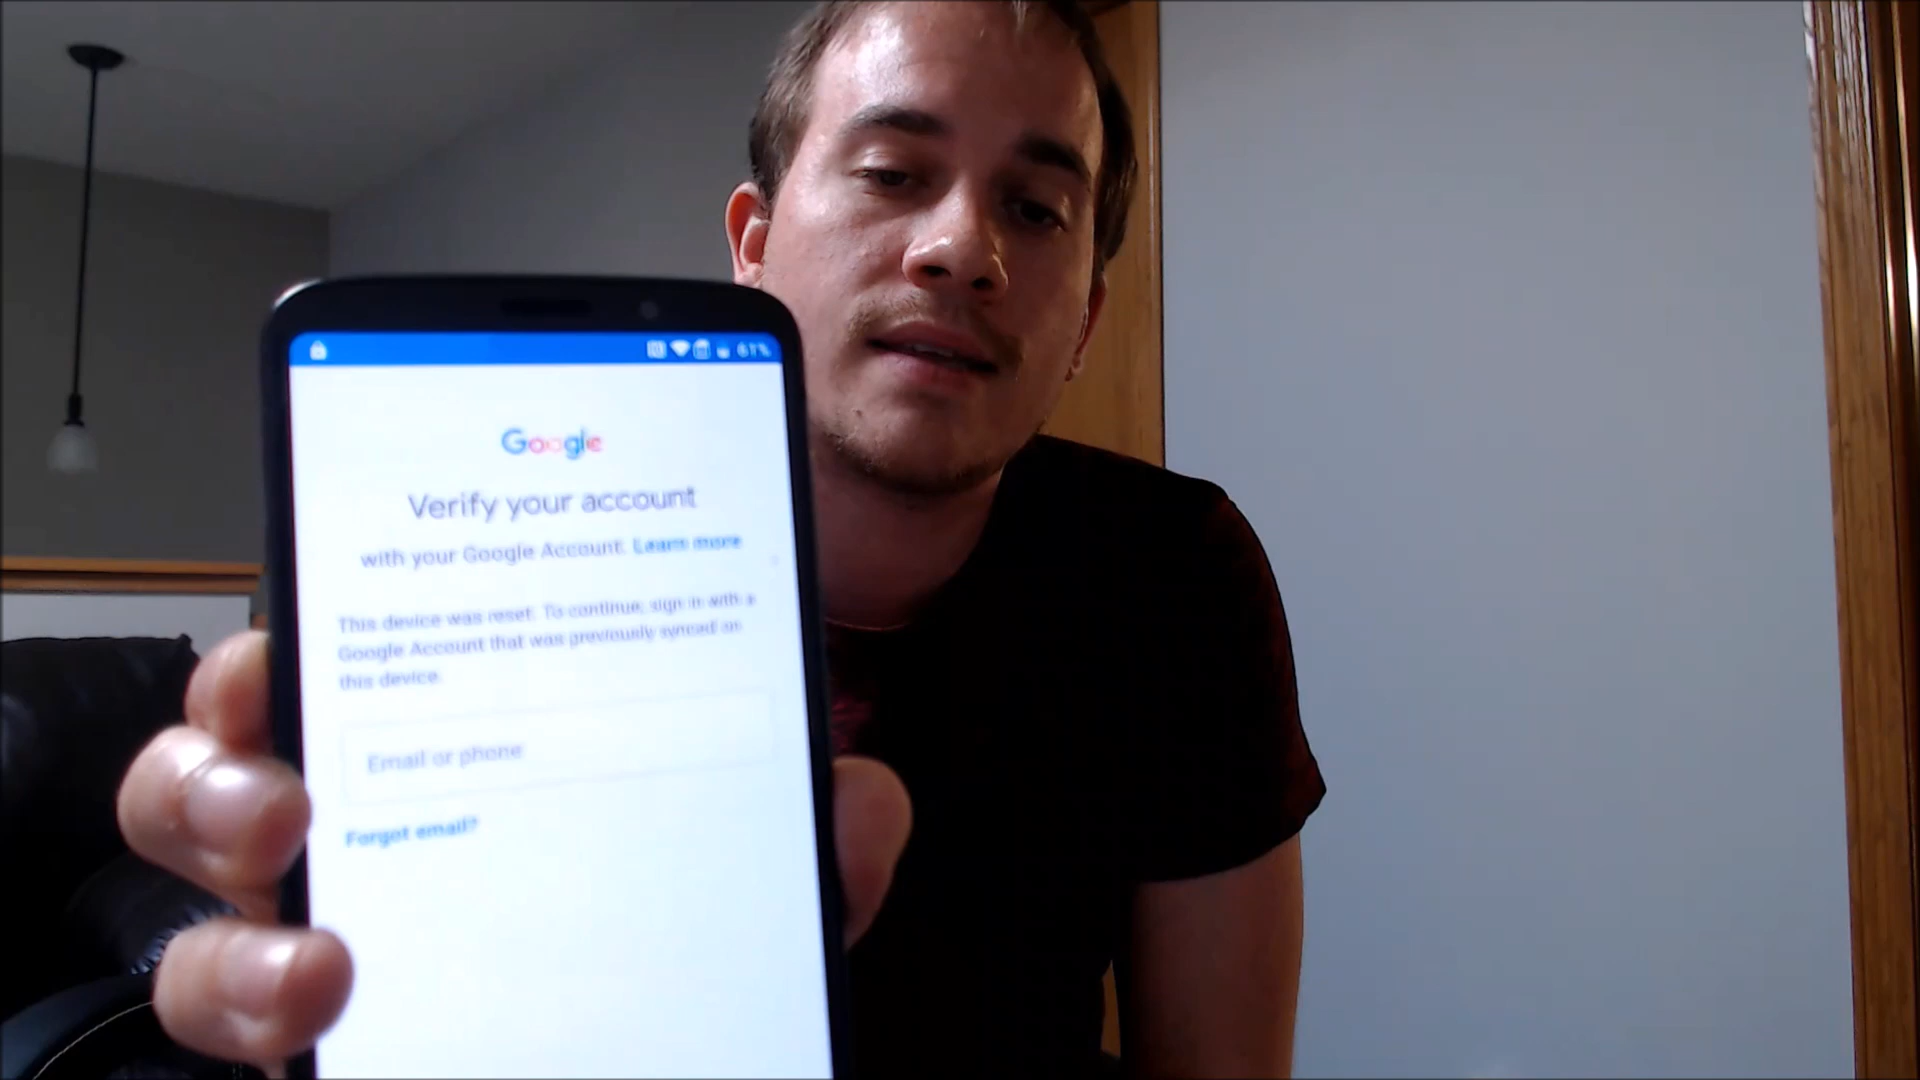 61%
Google
Verify your account
with your Google Account. Learn more
This device was reset. To continue, sign in with a
Google Account that was previously synced on
this device.
Email or phone
Forgot email?